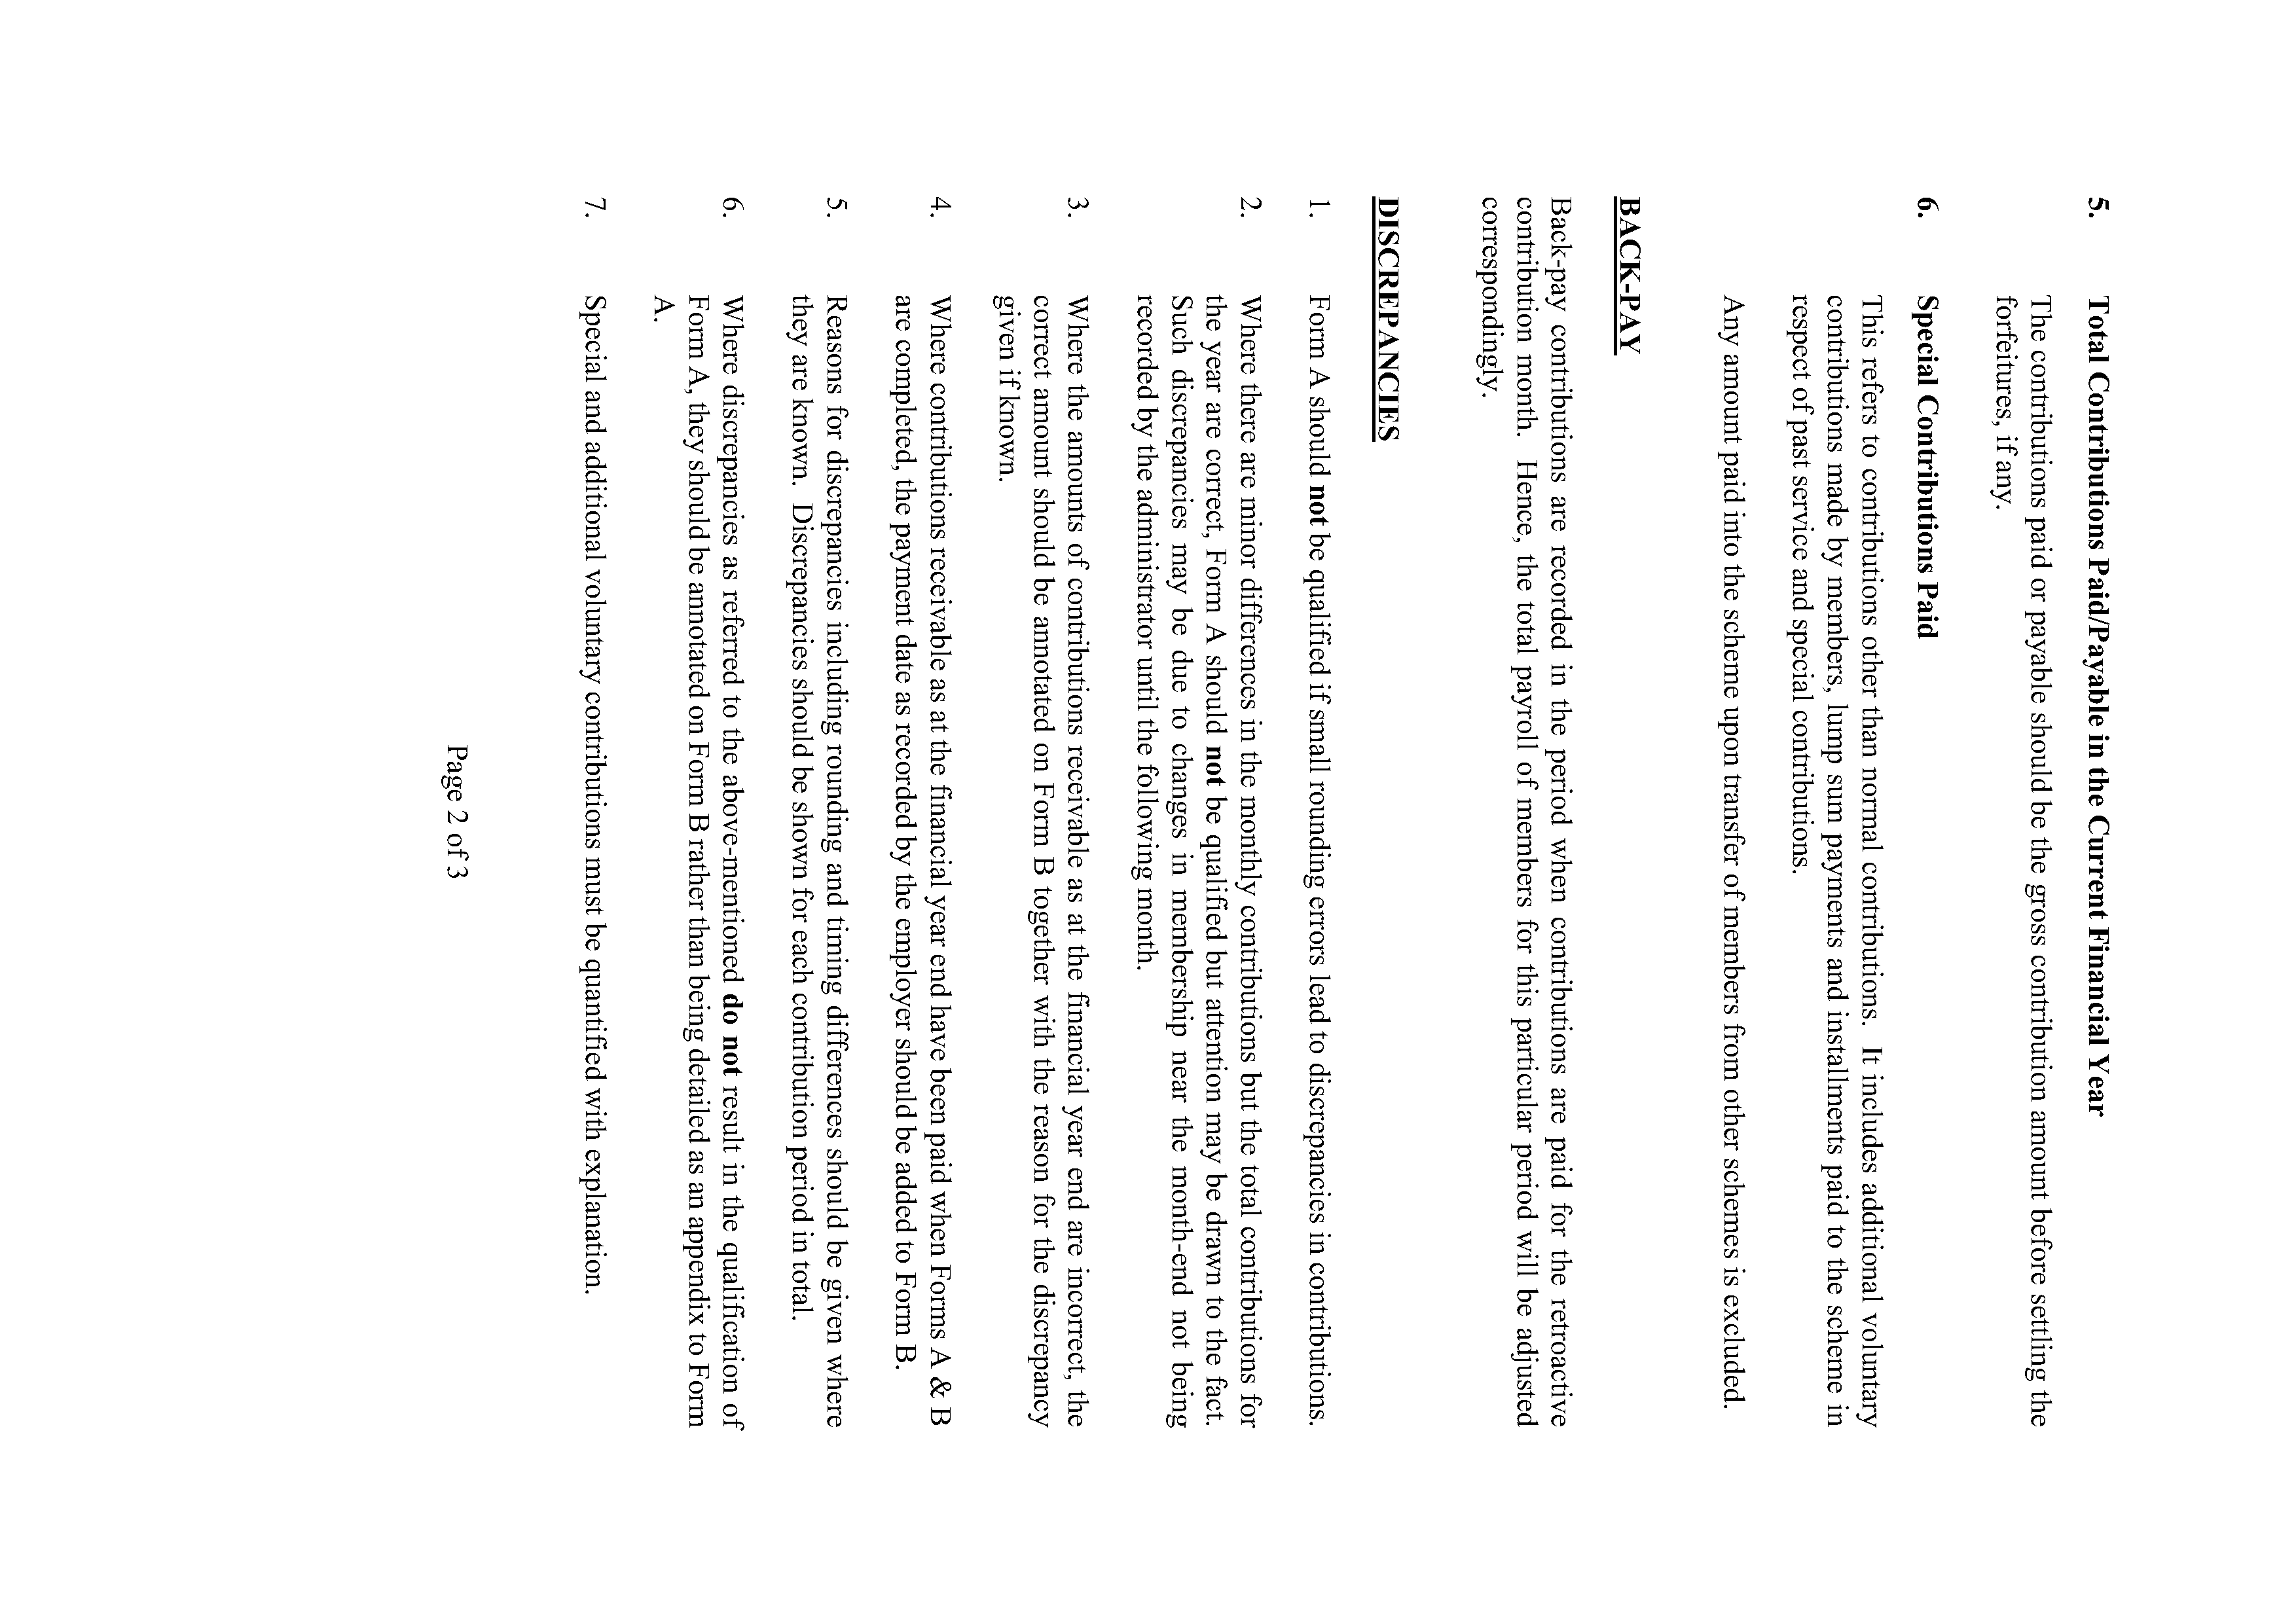 5. Total Contributions Paid/Payable in the Current Financial Year
The contributions paid or payable should be the gross contribution amount before settling the
forfeitures, if any.
6. Special Contributions Paid
This refers to contributions other than normal contributions. It includes additional voluntary
contributions made by members, lump sum payments and installments paid to the scheme in
respect of past service and special contributions.
Any amount paid into the scheme upon transfer of members from other schemes is excluded.
BACK-PAY
Back-pay contributions are recorded in the period when contributions are paid for the retroactive
contribution month. Hence, the total payroll of members for this particular period will be adjusted
correspondingly.
DISCREPANCIES
1. Form A should not be qualified if small rounding errors lead to discrepancies in contributions.
2. Where there are minor differences in the monthly contributions but the total contributions for
the year are correct, Form A should not be qualified but attention may be drawn to the fact.
Such discrepancies may be due to changes in membership near the month-end not being
recorded by the administrator until the following month.
3. Where the amounts of contributions receivable as at the financial year end are incorrect, the
correct amount should be annotated on Form B together with the reason for the discrepancy
given if known.
4. Where contributions receivable as at the financial year end have been paid when Forms A & B
are completed, the payment date as recorded by the employer should be added to Form B.
5. Reasons for discrepancies including rounding and timing differences should be given where
they are known. Discrepancies should be shown for each contribution period in total.
6. Where discrepancies as referred to the above-mentioned do not result in the qualification of
Form A, they should be annotated on Form B rather than being detailed as an appendix to Form
A.
7. Special and additional voluntary contributions must be quantified with explanation.
Page 2 of 3